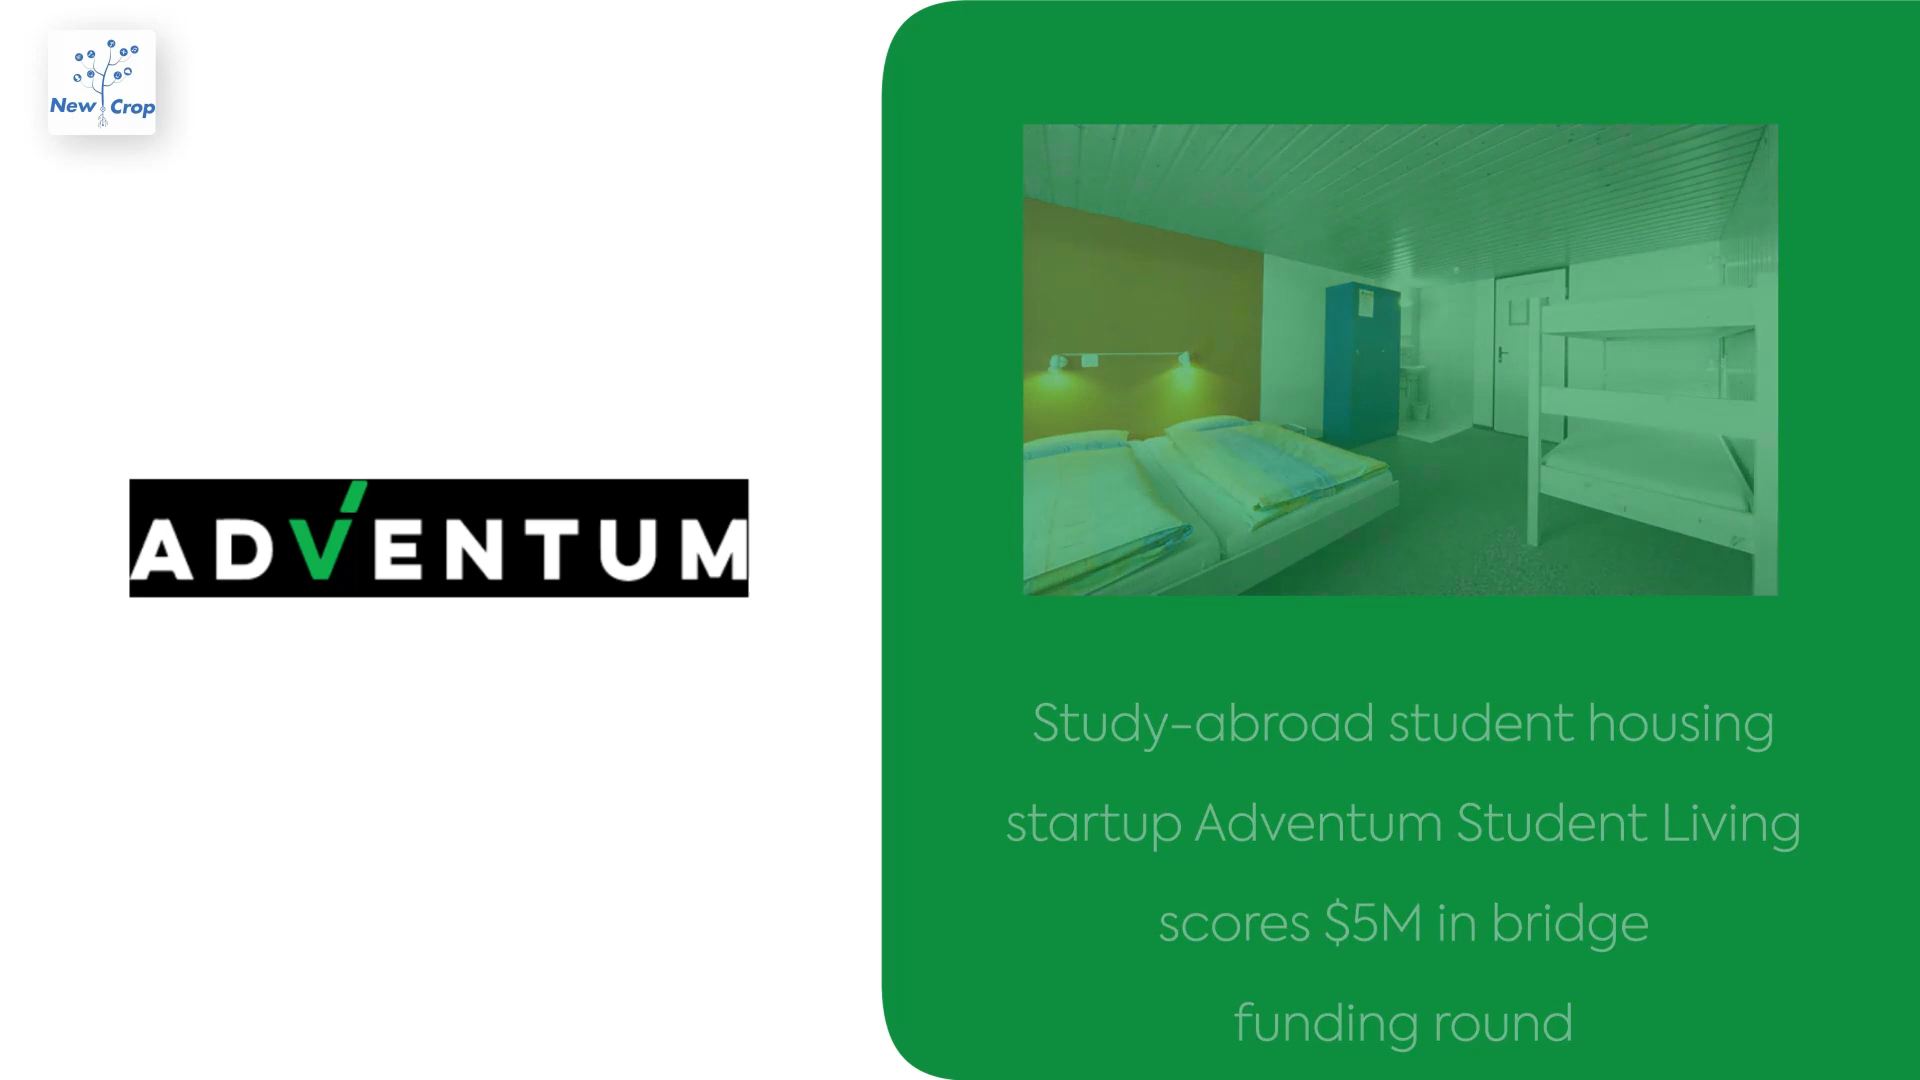 New Crop
ADVENTUM
Study-abroad student housing
startup Adventum Student Living
scores $5M in bridge
funding round